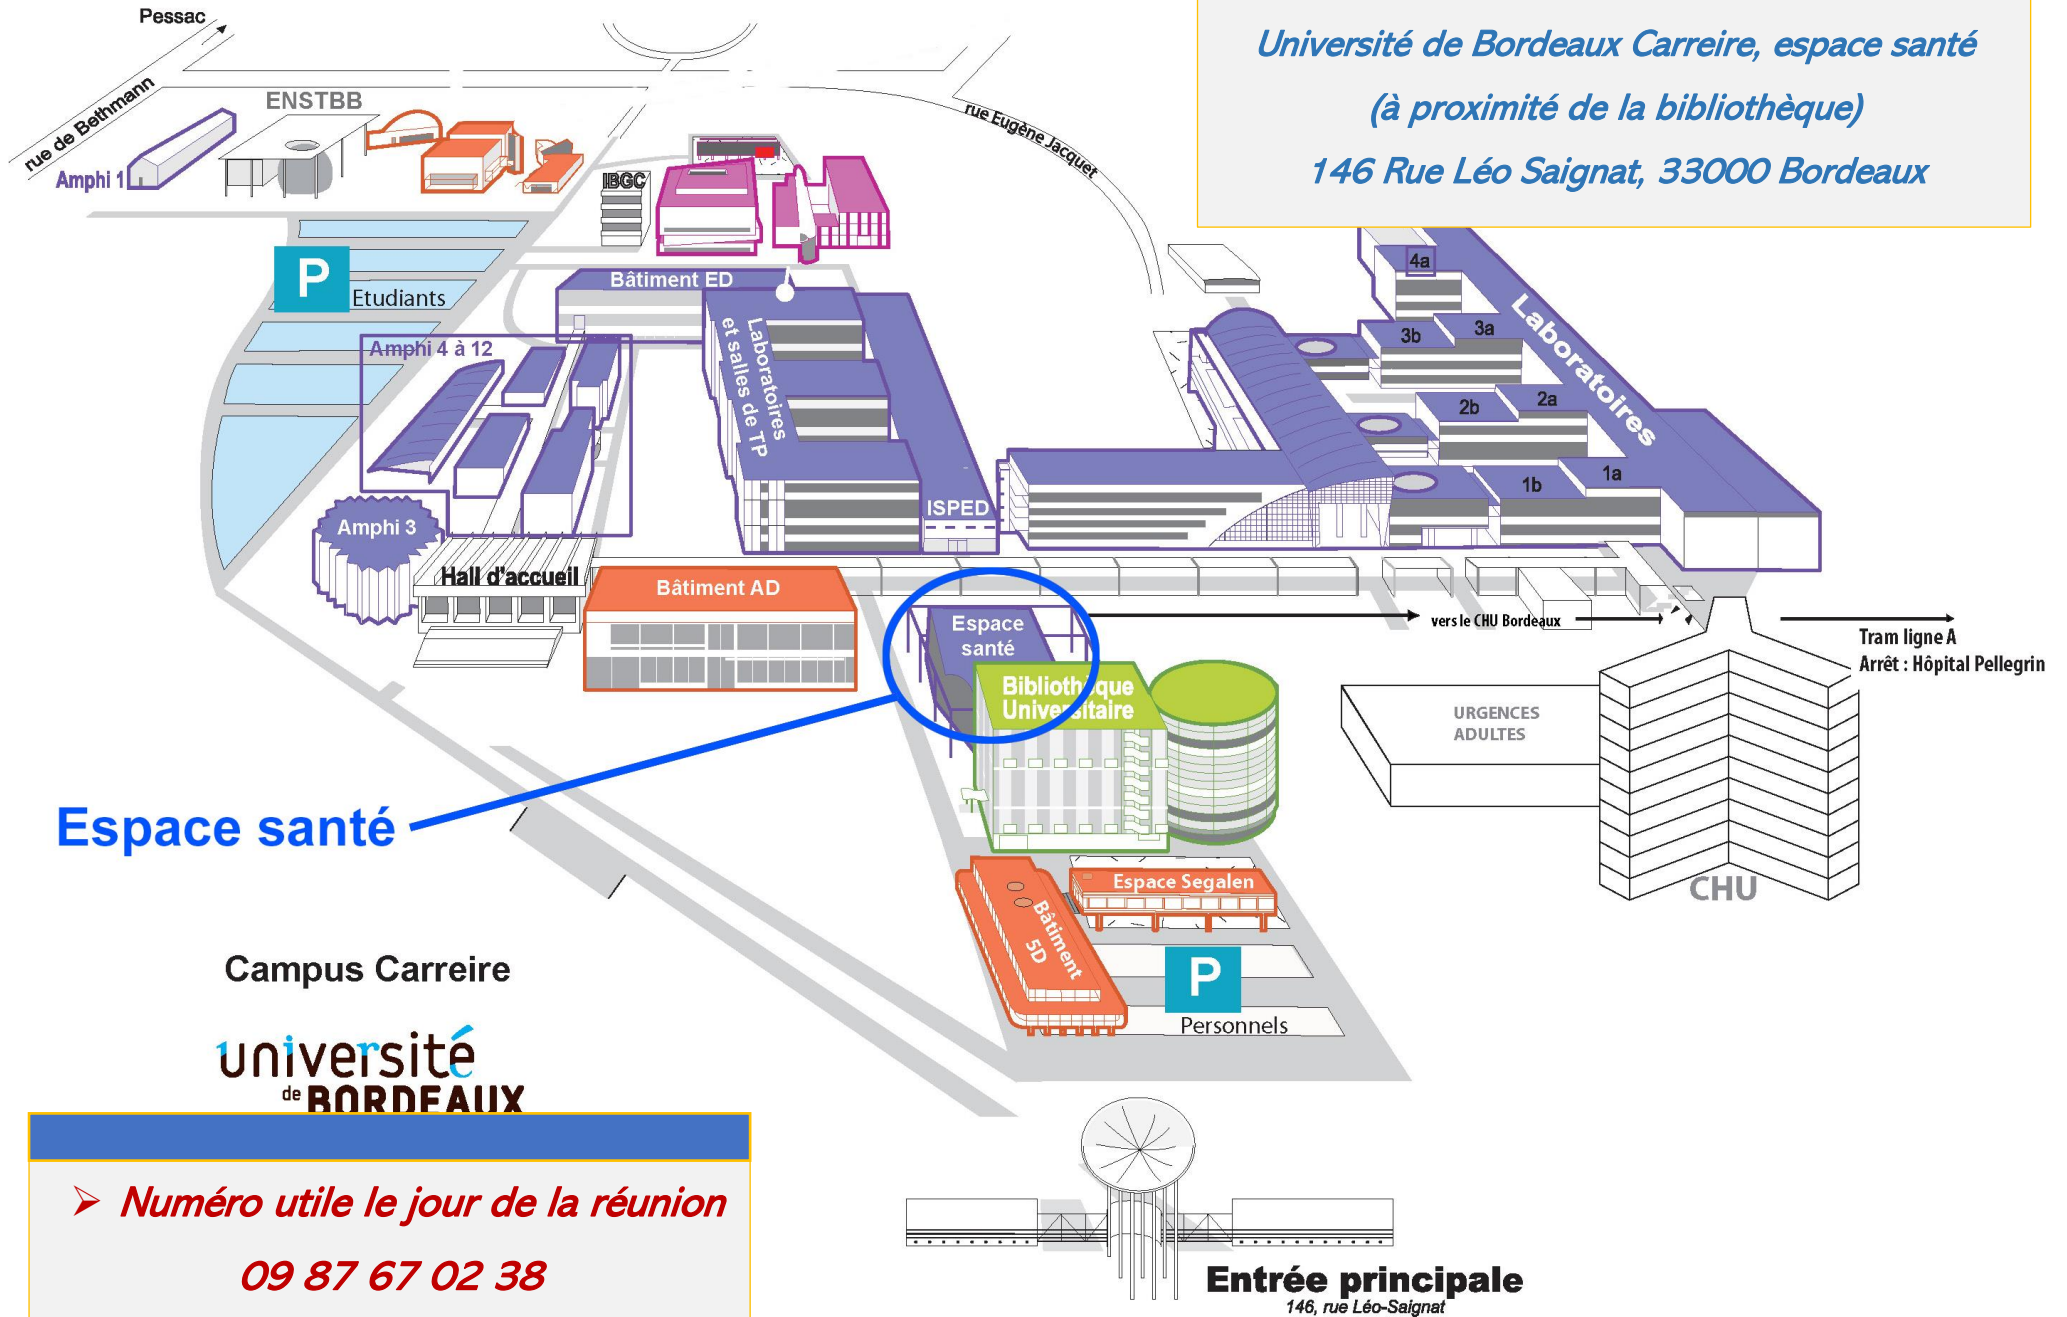 Pessac
rue de Bethmann
ENSTBB
Amphi 1
IBGC
rue Eugène Jacquet
Université de Bordeaux Carreire, espace santé
(à proximité de la bibliothèque)
146 Rue Léo Saignat, 33000 Bordeaux
P
Etudiants
Bâtiment ED
Laboratoires
et salles de TP
Amphi 4 à 12
Amphi 3
ISPED
4a
3b
3a
2b
2a
1b
1a
Laboratoires
Hall d'accueil
Bâtiment AD
Espace
santé
Bibliothèque
Universitaire
vers le CHU Bordeaux
Tram ligne A
Arrêt : Hôpital Pellegrin
URGENCES
ADULTES
CHU
Espace santé
Espace Segalen
Bâtiment
5D
P
Personnels
Campus Carreire
université
de BORDEAUX
Numéro utile le jour de la réunion
09 87 67 02 38
Entrée principale
146, rue Léo-Saignat